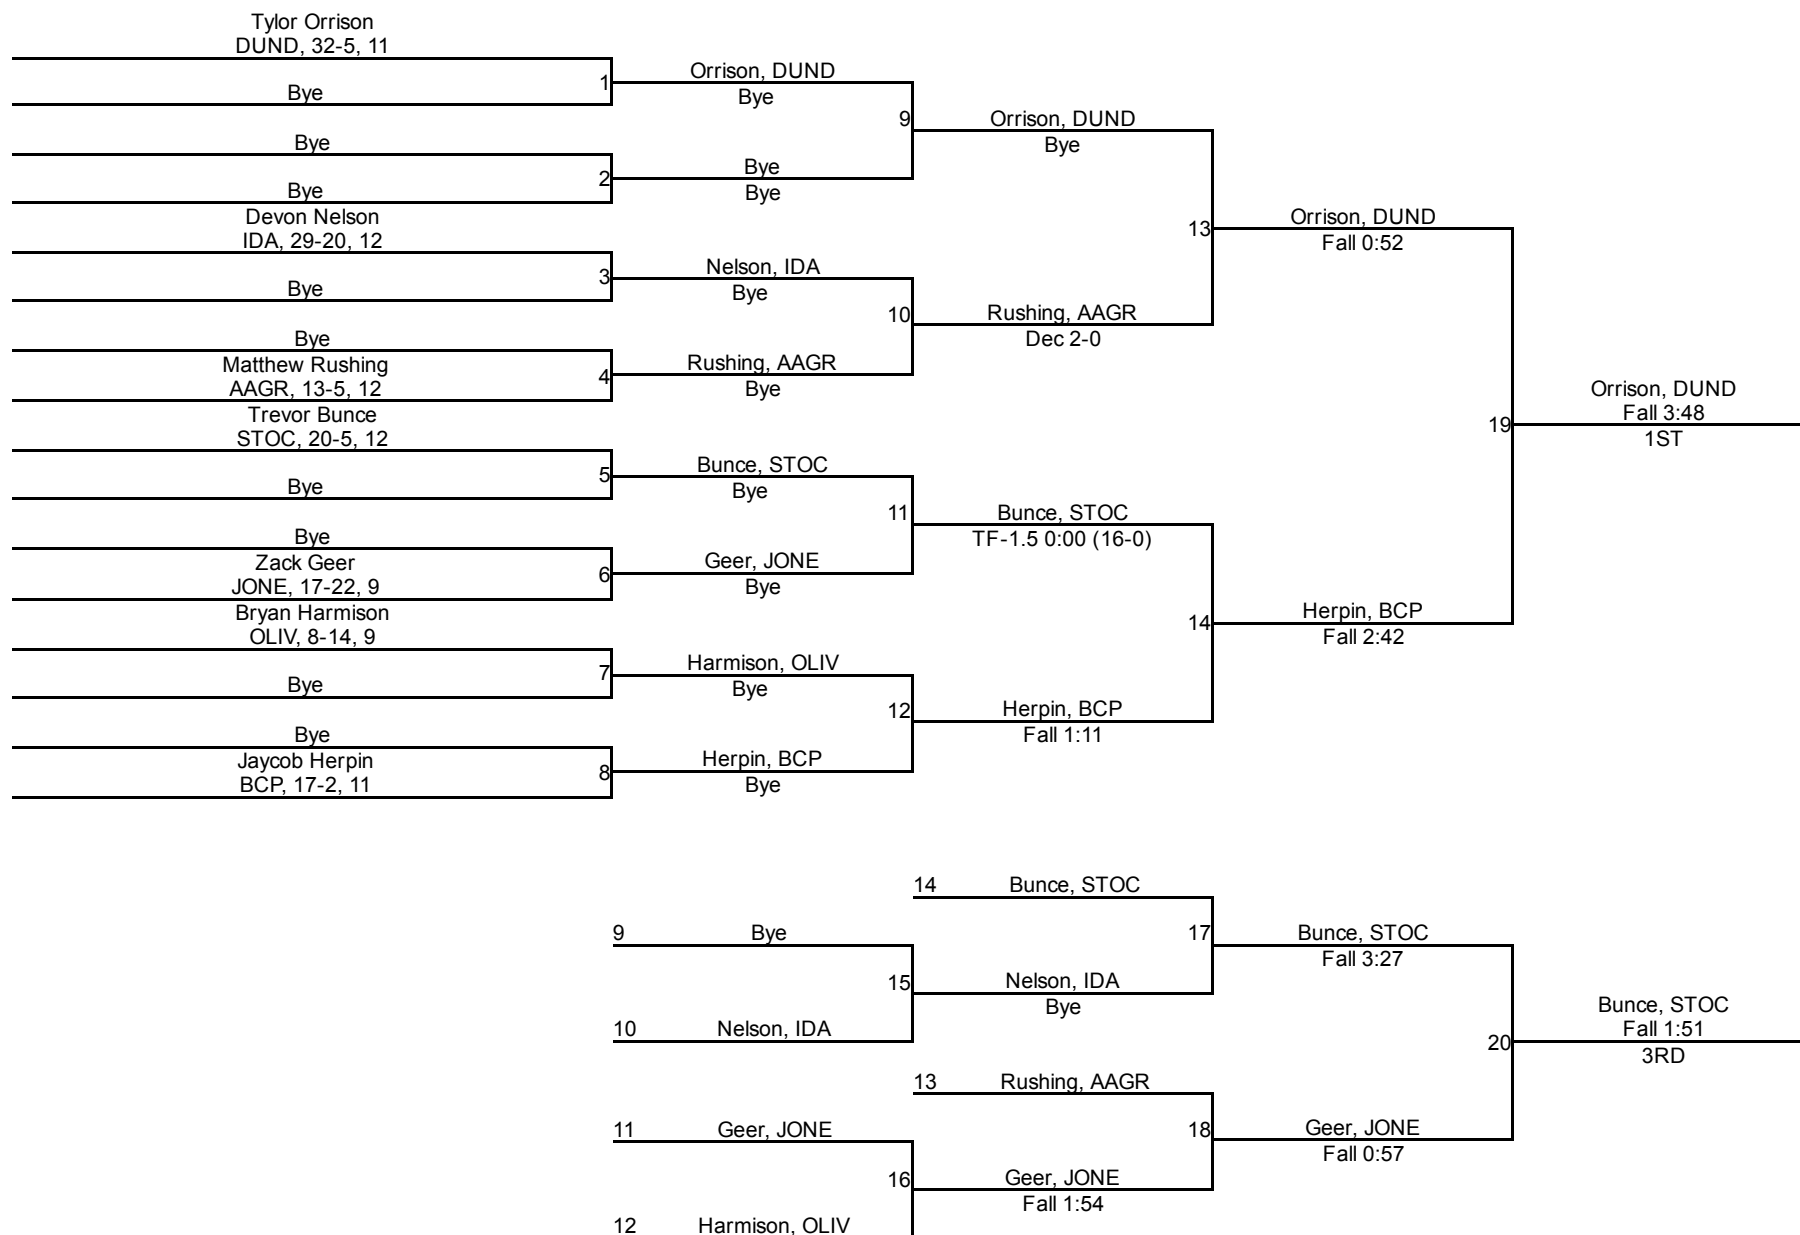 Tylor Orrison
DUND, 32-5, 11
1
Bye
Orrison, DUND
Bye
9
Bye
2
Bye
Bye
Bye
Orrison, DUND
Bye
13
Devon Nelson
IDA, 29-20, 12
3
Bye
Nelson, IDA
Bye
10
Bye
Matthew Rushing
AAGR, 13-5, 12
4
Rushing, AAGR
Bye
Rushing, AAGR
Dec 2-0
Orrison, DUND
Fall 0:52
19
Trevor Bunce
STOC, 20-5, 12
5
Bye
Bunce, STOC
Bye
11
Bye
Zack Geer
JONE, 17-22, 9
6
Geer, JONE
Bye
Bunce, STOC
TF-1.5 0:00 (16-0)
14
Bryan Harmison
OLIV, 8-14, 9
7
Bye
Harmison, OLIV
Bye
12
Bye
Jaycob Herpin
BCP, 17-2, 11
8
Herpin, BCP
Bye
Herpin, BCP
Fall 1:11
Herpin, BCP
Fall 2:42
Orrison, DUND
Fall 3:48
1ST
14 Bunce, STOC
17
9 Bye
15
10 Nelson, IDA
Nelson, IDA
Bye
Bunce, STOC
Fall 3:27
20
13 Rushing, AAGR
18
11 Geer, JONE
16
12 Harmison, OLIV
Geer, JONE
Fall 1:54
Geer, JONE
Fall 0:57
Bunce, STOC
Fall 1:51
3RD